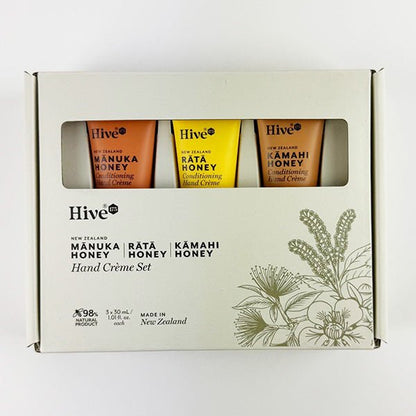 Hive
NEW ZEALAND
MĀNUKA
HONEY
Conditioning
Hand Crème
Hive
NEW ZEALAND
RĀTĀ
HONEY
Conditioning
Hand Crème
Hive
NEW ZEALAND
KĀMAHI
HONEY
Conditioning
Hand Crème
Hive
NEW ZEALAND
MĀNUKA HONEY | RĀTĀ HONEY | KĀMAHI HONEY
Hand Crème Set
98%
NATURAL
PRODUCT
3 x 30 mL /
1.01 fl. oz.
each
MADE IN
New Zealand